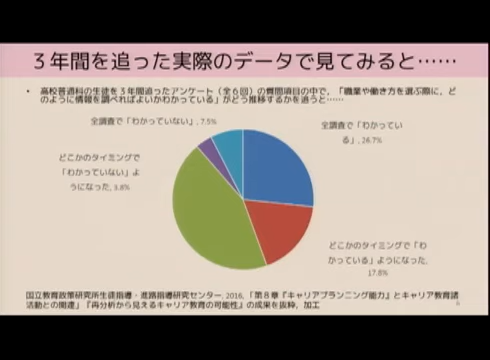 ３年間を追った実際のデータで見てみると……
• 高校普通科の生徒を３年間追ったアンケート（全６回）の質問項目の中で、「職業や働き方を選ぶ際に、ど
のように情報を調べればよいかわかっている」がどう推移するかを追うと……
全調査で「わかっていない」, 7.5%
全調査で「わかってい
る」, 26.7%
どこかのタイミングで
「わかっていない」よ
うになった, 3.8%
どこかのタイミングで「わ
かっている」ようになった,
17.8%
国立教育政策研究所生徒指導・進路指導研究センター, 2016, 「第８章『キャリアプランニング能力』とキャリア教育諸
活動との関連」『再分析から見えるキャリア教育の可能性』の成果を抜粋、加工